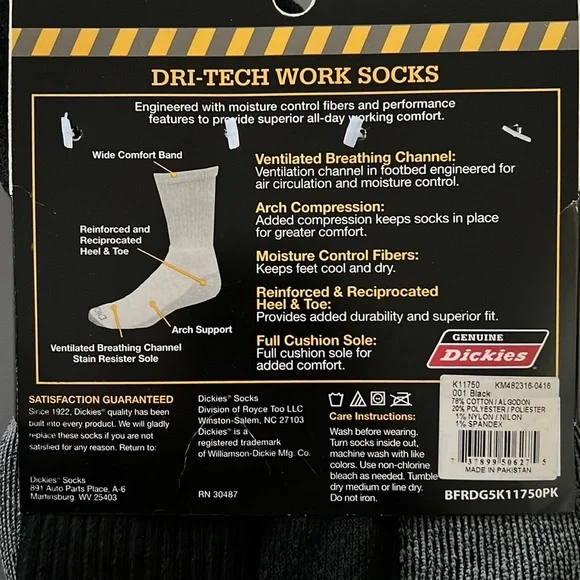 DRI-TECH WORK SOCKS
Engineered with moisture control fibers and performance
features to provide superior all-day working comfort.
Wide Comfort Band
Reinforced and
Reciprocated
Heel & Toe
Arch Support
Ventilated Breathing Channel
Stain Resister Sole
Ventilated Breathing Channel:
Ventilation channel in footbed engineered for
air circulation and moisture control.
Arch Compression:
Added compression keeps socks in place
for greater comfort.
Moisture Control Fibers:
Keeps feet cool and dry.
Reinforced & Reciprocated
Heel & Toe:
Provides added durability and superior fit.
Full Cushion Sole:
Full cushion sole for
added comfort.
GENUINE
Dickies
SATISFACTION GUARANTEED
Since 1922, Dickies® quality has been
built into every product. We will gladly
replace these socks if you are not
satisfied for any reason. Return to:
Dickies® Socks
891 Auto Parts Place, A-6
Martinsburg, WV 25403
Dickies® Socks
Division of Royce Too LLC
Winston-Salem, NC 27103
Dickies® is a
registered trademark
of Williamson-Dickie Mfg. Co.
RN 30487
Care Instructions:
Wash before wearing.
Turn socks inside out,
machine wash with like
colors. Use non-chlorine
bleach as needed. Tumble
dry medium or line dry.
Do not iron.
K11750 KM482316-0416
001 Black
78% COTTON / ALGODON
20% POLYESTER / POLIESTER
1% NYLON / NILON
1% SPANDEX
7 37899 50627 5
MADE IN PAKISTAN
BFRDG5K11750PK